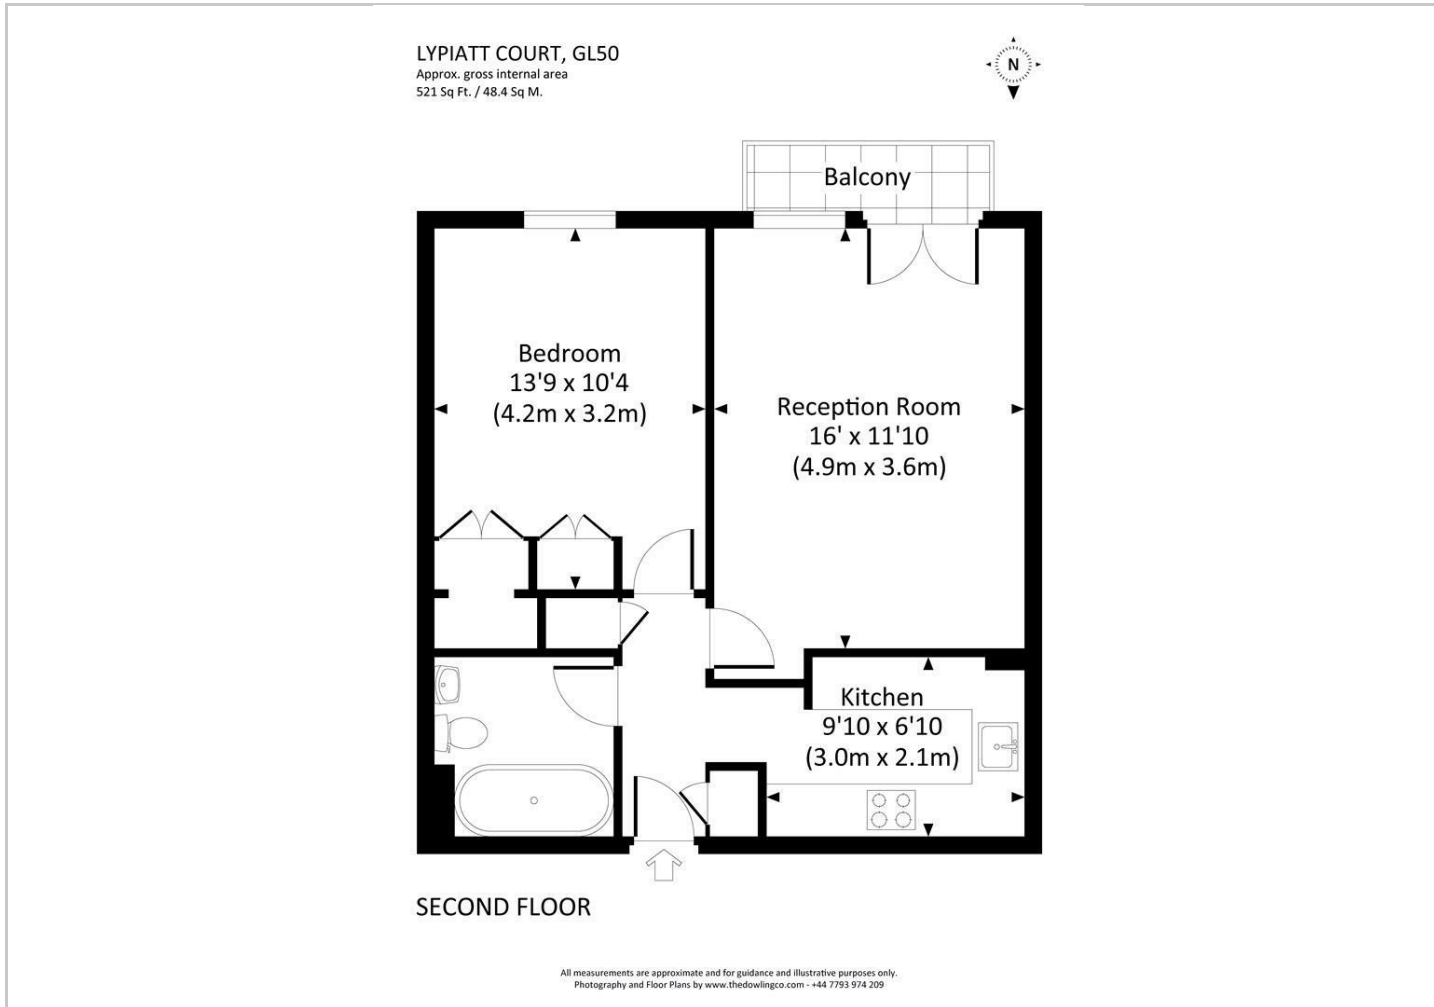 LYPIATT COURT, GL50
Approx. gross internal area
521 Sq Ft. / 48.4 Sq M.
N
Balcony
Bedroom
13'9 x 10'4
(4.2m x 3.2m)
Reception Room
16' x 11'10
(4.9m x 3.6m)
Kitchen
9'10 x 6'10
(3.0m x 2.1m)
SECOND FLOOR
All measurements are approximate and for guidance and illustrative purposes only.
Photography and Floor Plans by www.thedowlingco.com - +44 7793 974 209